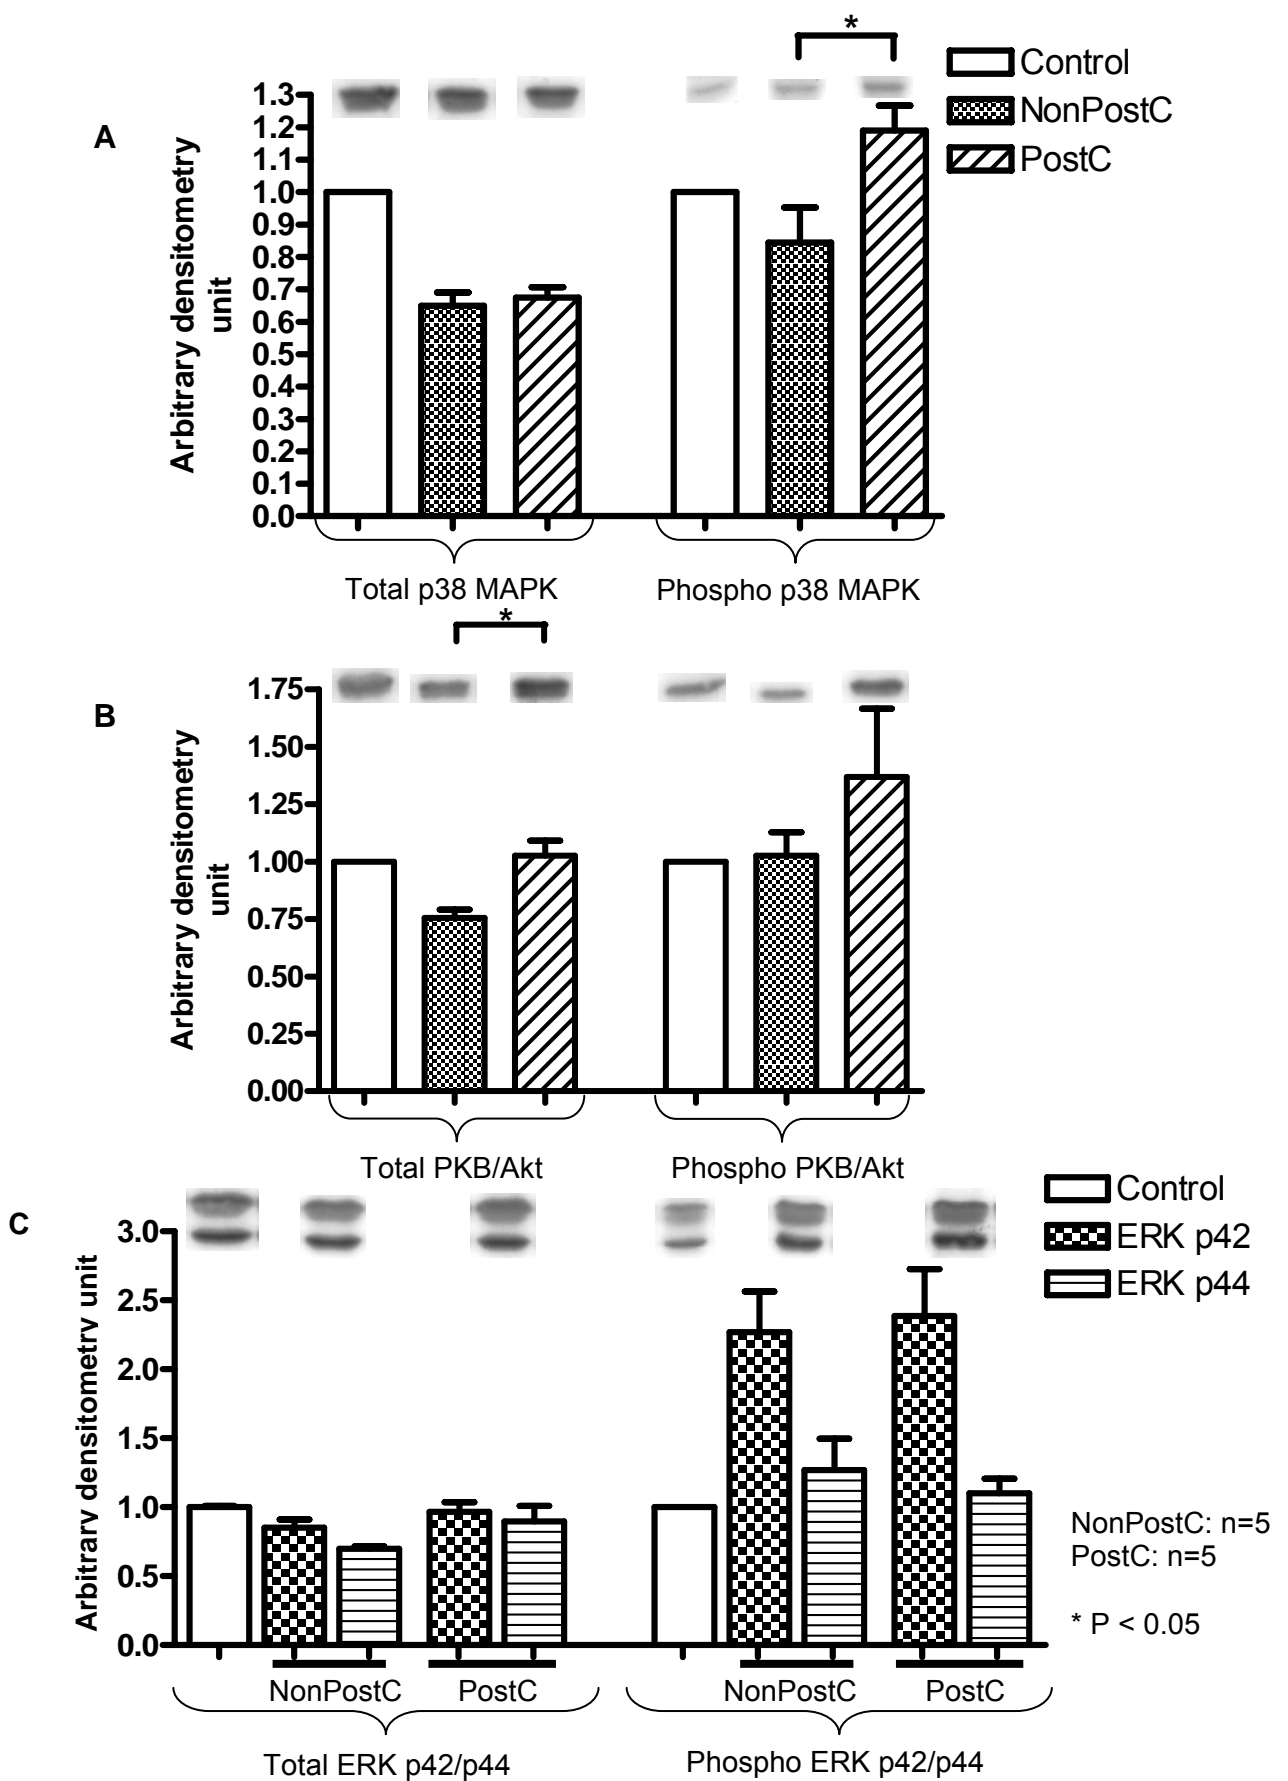 *
Control
NonPostC
PostC
A
Arbitrary densitometry
unit
1.3
1.2
1.1
1.0
0.9
0.8
0.7
0.6
0.5
0.4
0.3
0.2
0.1
0.0
Total p38 MAPK
Phospho p38 MAPK
*
B
Arbitrary densitometry
unit
1.75
1.50
1.25
1.00
0.75
0.50
0.25
0.00
Total PKB/Akt
Phospho PKB/Akt
Control
ERK p42
ERK p44
C
Arbitrary densitometry unit
3.0
2.5
2.0
1.5
1.0
0.5
0.0
NonPostC
PostC
NonPostC
PostC
Total ERK p42/p44
Phospho ERK p42/p44
NonPostC: n=5
PostC: n=5
* P < 0.05